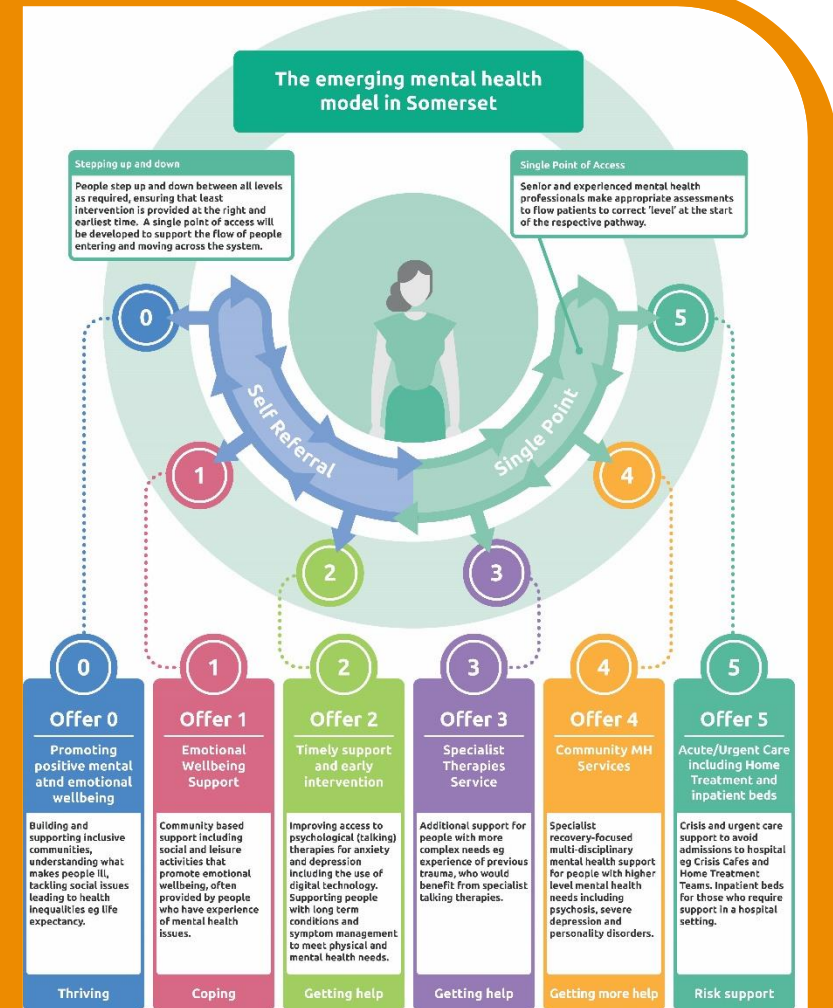 The emerging mental health
model in Somerset
Stepping up and down
People step up and down between all levels
as required, ensuring that least
intervention is provided at the right and
earliest time. A single point of access will
be developed to support the flow of people
entering and moving across the system.
Single Point of Access
Senior and experienced mental health
professionals make appropriate assessments
to flow patients to correct 'level' at the start
of the respective pathway.
0
5
Self Referral
Single Point
1
4
2
3
0
Offer 0
Promoting
positive mental
atnd emotional
wellbeing
Building and
supporting inclusive
communities,
understanding what
makes people ill,
tackling social issues
leading to health
inequalities eg life
expectancy.
Thriving
1
Offer 1
Emotional
Wellbeing
Support
Community based
support including
social and leisure
activities that
promote emotional
wellbeing, often
provided by people
who have experience
of mental health
issues.
Coping
2
Offer 2
Timely support
and early
intervention
Improving access to
psychological (talking)
therapies for anxiety
and depression
including the use of
digital technology.
Supporting people
with long term
conditions and
symptom management
to meet physical and
mental health needs.
Getting help
3
Offer 3
Specialist
Therapies
Service
Additional support for
people with more
complex needs eg
experience of previous
trauma, who would
benefit from specialist
talking therapies.
Getting help
4
Offer 4
Community MH
Services
Specialist
recovery-focused
multi-disciplinary
mental health support
for people with higher
level mental health
needs including
psychosis, severe
depression and
personality disorders.
Getting more help
5
Offer 5
Acute/Urgent Care
including Home
Treatment and
inpatient beds
Crisis and urgent care
support to avoid
admissions to hospital
eg Crisis Cafes and
Home Treatment
Teams. Inpatient beds
for those who require
support in a hospital
setting.
Risk support